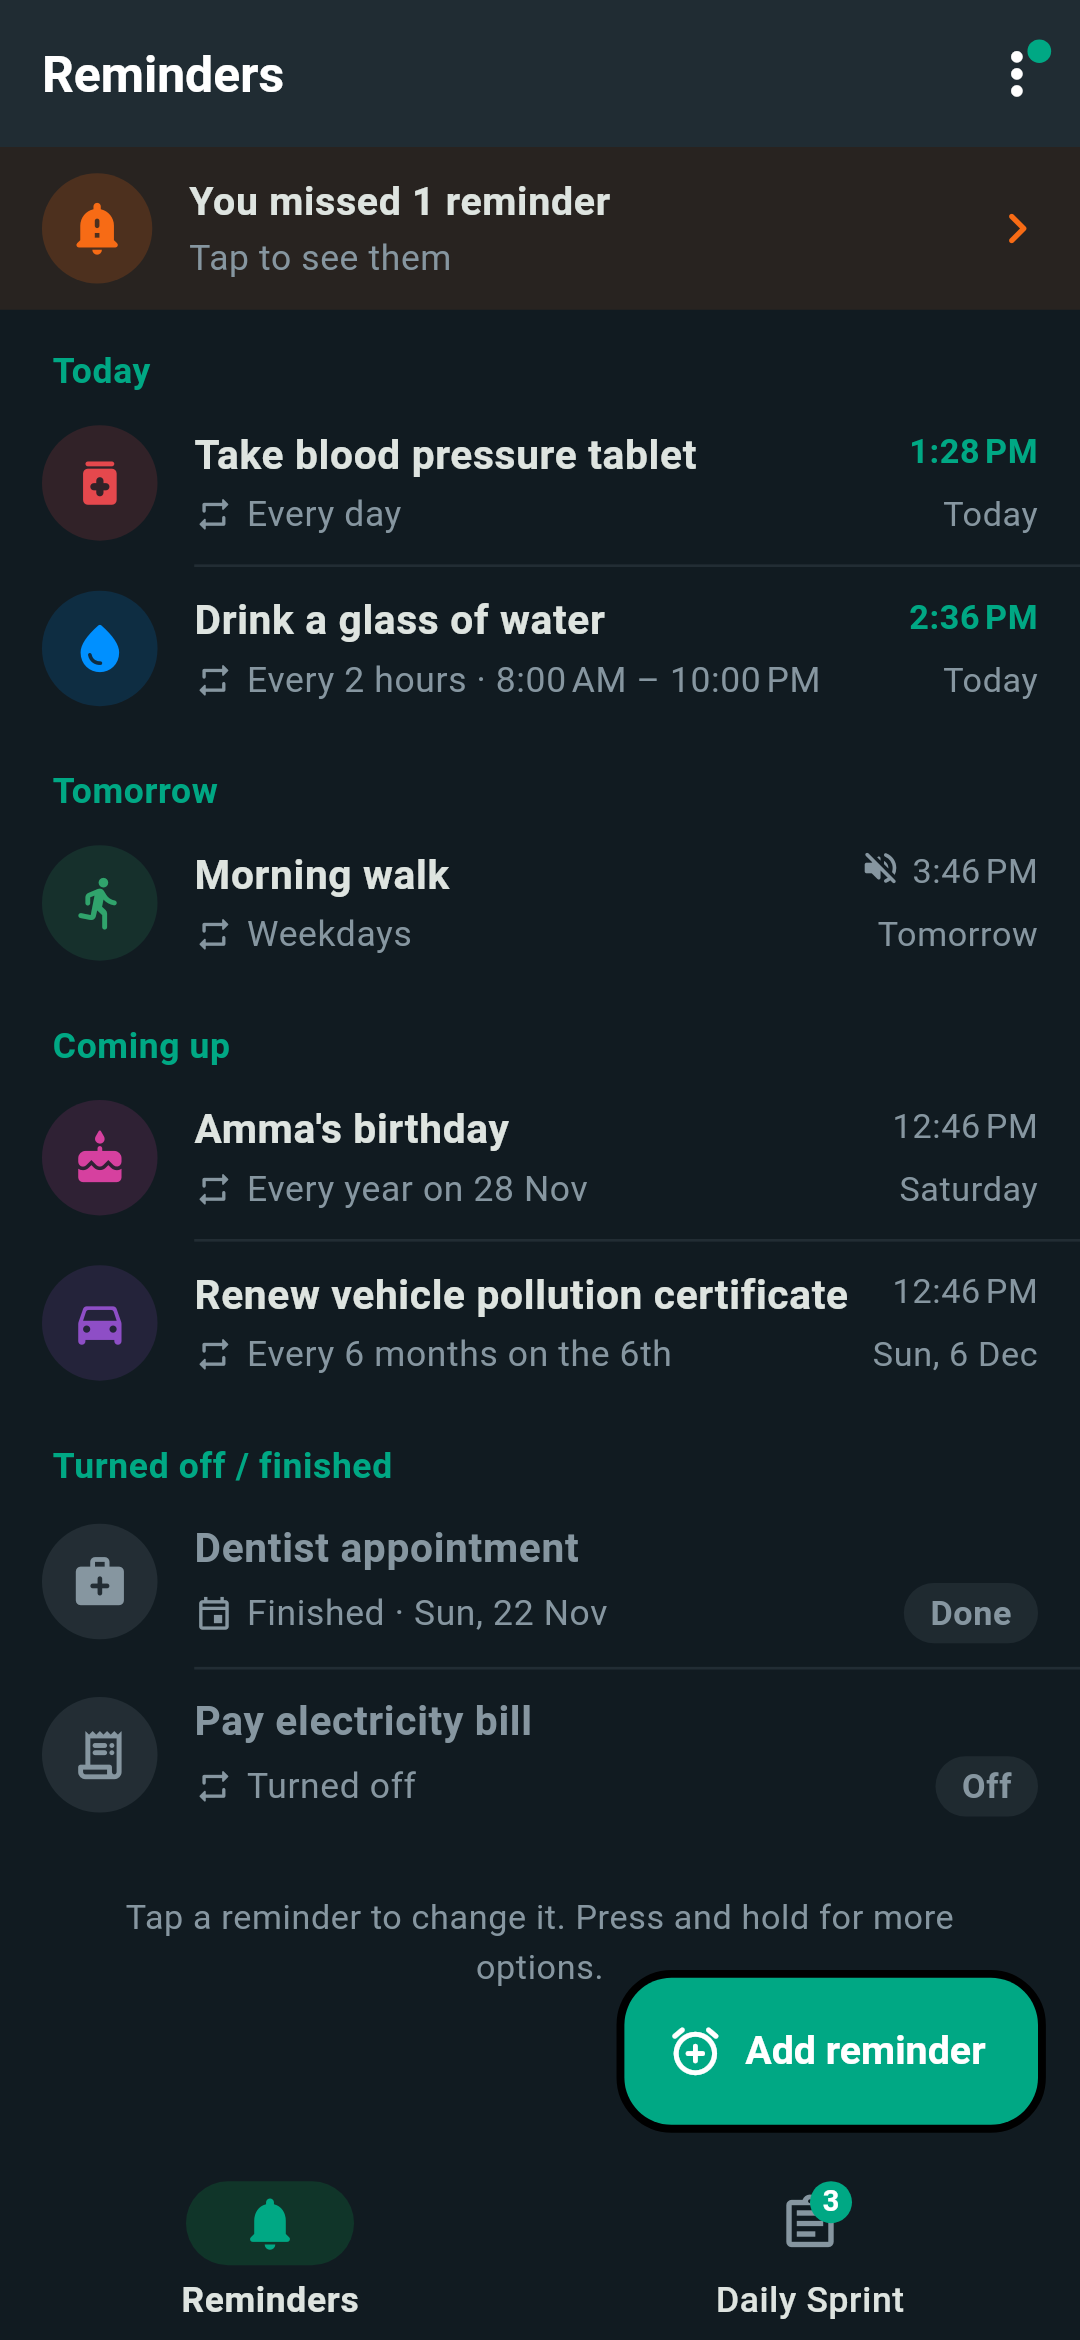 Reminders
You missed 1 reminder
Tap to see them
Today
Take blood pressure tablet 1:28 PM
Every day Today
Drink a glass of water 2:36 PM
Every 2 hours · 8:00 AM – 10:00 PM Today
Tomorrow
Morning walk 3:46 PM
Weekdays Tomorrow
Coming up
Amma's birthday 12:46 PM
Every year on 28 Nov Saturday
Renew vehicle pollution certificate 12:46 PM
Every 6 months on the 6th Sun, 6 Dec
Turned off / finished
Dentist appointment
Finished · Sun, 22 Nov Done
Pay electricity bill
Turned off Off
Tap a reminder to change it. Press and hold for more
options.
Add reminder
3
Reminders Daily Sprint